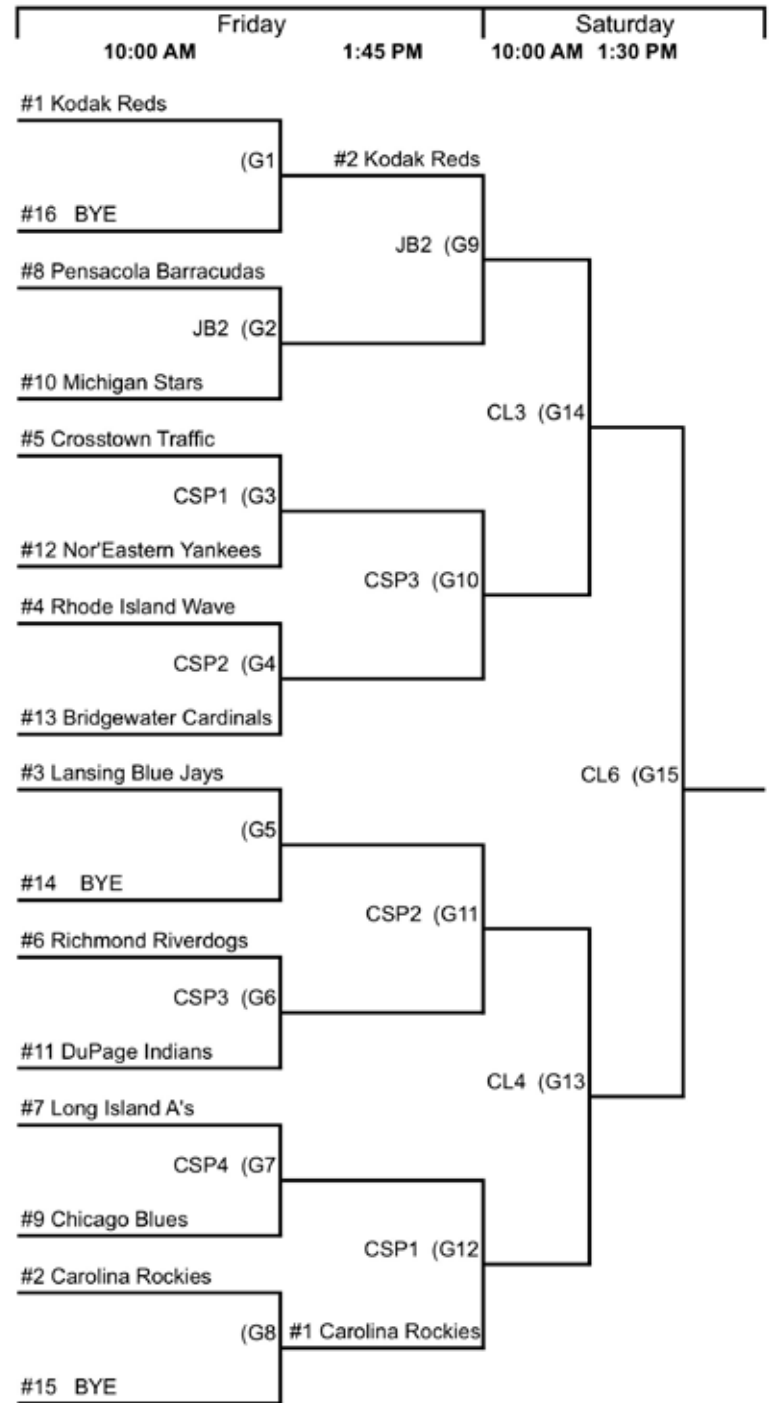 Friday Saturday
10:00 AM 1:45 PM 10:00 AM 1:30 PM
#1 Kodak Reds
(G1 #2 Kodak Reds
#16 BYE
JB2 (G9
#8 Pensacola Barracudas
JB2 (G2
#10 Michigan Stars
CL3 (G14
#5 Crosstown Traffic
CSP1 (G3
#12 Nor'Eastern Yankees
CSP3 (G10
#4 Rhode Island Wave
CSP2 (G4
#13 Bridgewater Cardinals
#3 Lansing Blue Jays
CL6 (G15
(G5
#14 BYE
CSP2 (G11
#6 Richmond Riverdogs
CSP3 (G6
#11 DuPage Indians
CL4 (G13
#7 Long Island A's
CSP4 (G7
#9 Chicago Blues
CSP1 (G12
#2 Carolina Rockies
(G8 #1 Carolina Rockies
#15 BYE